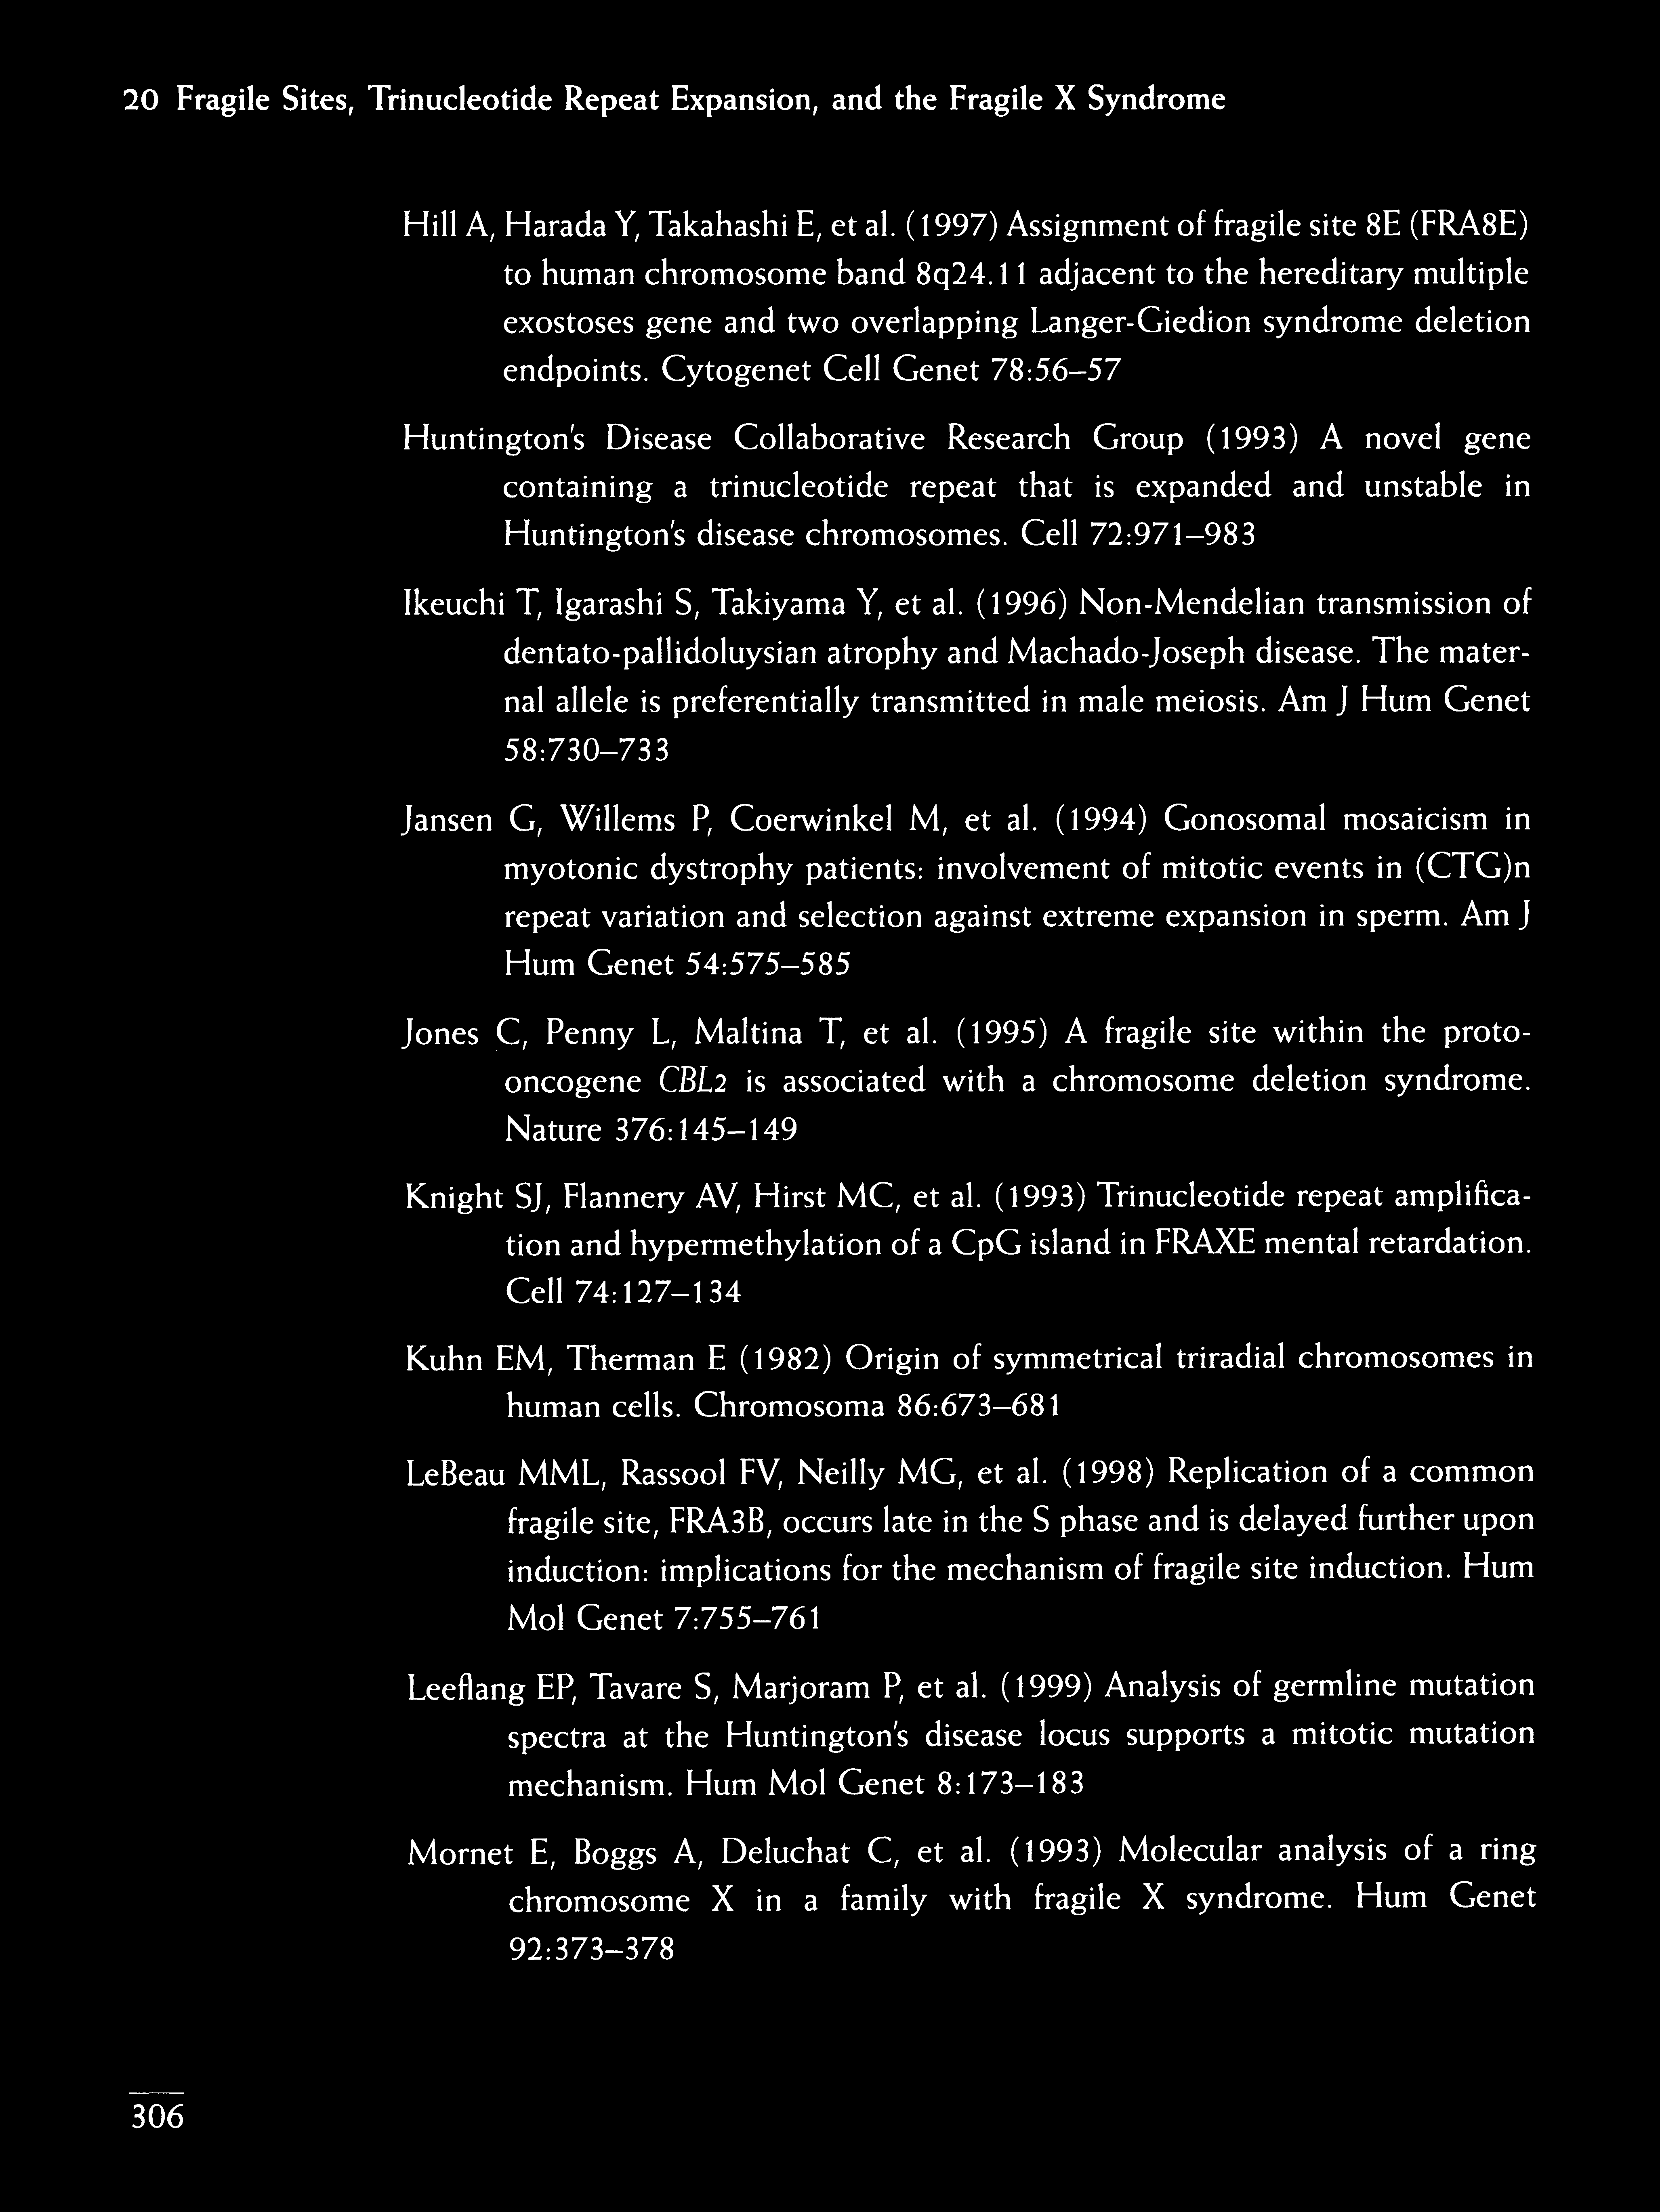 20 Fragile Sites, Trinucleotide Repeat Expansion, and the Fragile X Syndrome
Hill A, Harada Y, Takahashi E, et al. (1997) Assignment of fragile site 8E (FRA8E)
to human chromosome band 8q24.11 adjacent to the hereditary multiple
exostoses gene and two overlapping Langer-Giedion syndrome deletion
endpoints. Cytogenet Cell Genet 78:56–57
Huntington's Disease Collaborative Research Group (1993) A novel gene
containing a trinucleotide repeat that is expanded and unstable in
Huntington's disease chromosomes. Cell 72:971–983
Ikeuchi T, Igarashi S, Takiyama Y, et al. (1996) Non-Mendelian transmission of
dentato-pallidoluysian atrophy and Machado-Joseph disease. The mater-
nal allele is preferentially transmitted in male meiosis. Am J Hum Genet
58:730–733
Jansen G, Willems P, Coerwinkel M, et al. (1994) Gonosomal mosaicism in
myotonic dystrophy patients: involvement of mitotic events in (CTG)n
repeat variation and selection against extreme expansion in sperm. Am J
Hum Genet 54:575–585
Jones C, Penny L, Maltina T, et al. (1995) A fragile site within the proto-
oncogene CBL2 is associated with a chromosome deletion syndrome.
Nature 376:145–149
Knight SJ, Flannery AV, Hirst MC, et al. (1993) Trinucleotide repeat amplifica-
tion and hypermethylation of a CpG island in FRAXE mental retardation.
Cell 74:127–134
Kuhn EM, Therman E (1982) Origin of symmetrical triradial chromosomes in
human cells. Chromosoma 86:673–681
LeBeau MML, Rassool FV, Neilly MG, et al. (1998) Replication of a common
fragile site, FRA3B, occurs late in the S phase and is delayed further upon
induction: implications for the mechanism of fragile site induction. Hum
Mol Genet 7:755–761
Leeflang EP, Tavare S, Marjoram P, et al. (1999) Analysis of germline mutation
spectra at the Huntington's disease locus supports a mitotic mutation
mechanism. Hum Mol Genet 8:173–183
Mornet E, Boggs A, Deluchat C, et al. (1993) Molecular analysis of a ring
chromosome X in a family with fragile X syndrome. Hum Genet
92:373–378
306